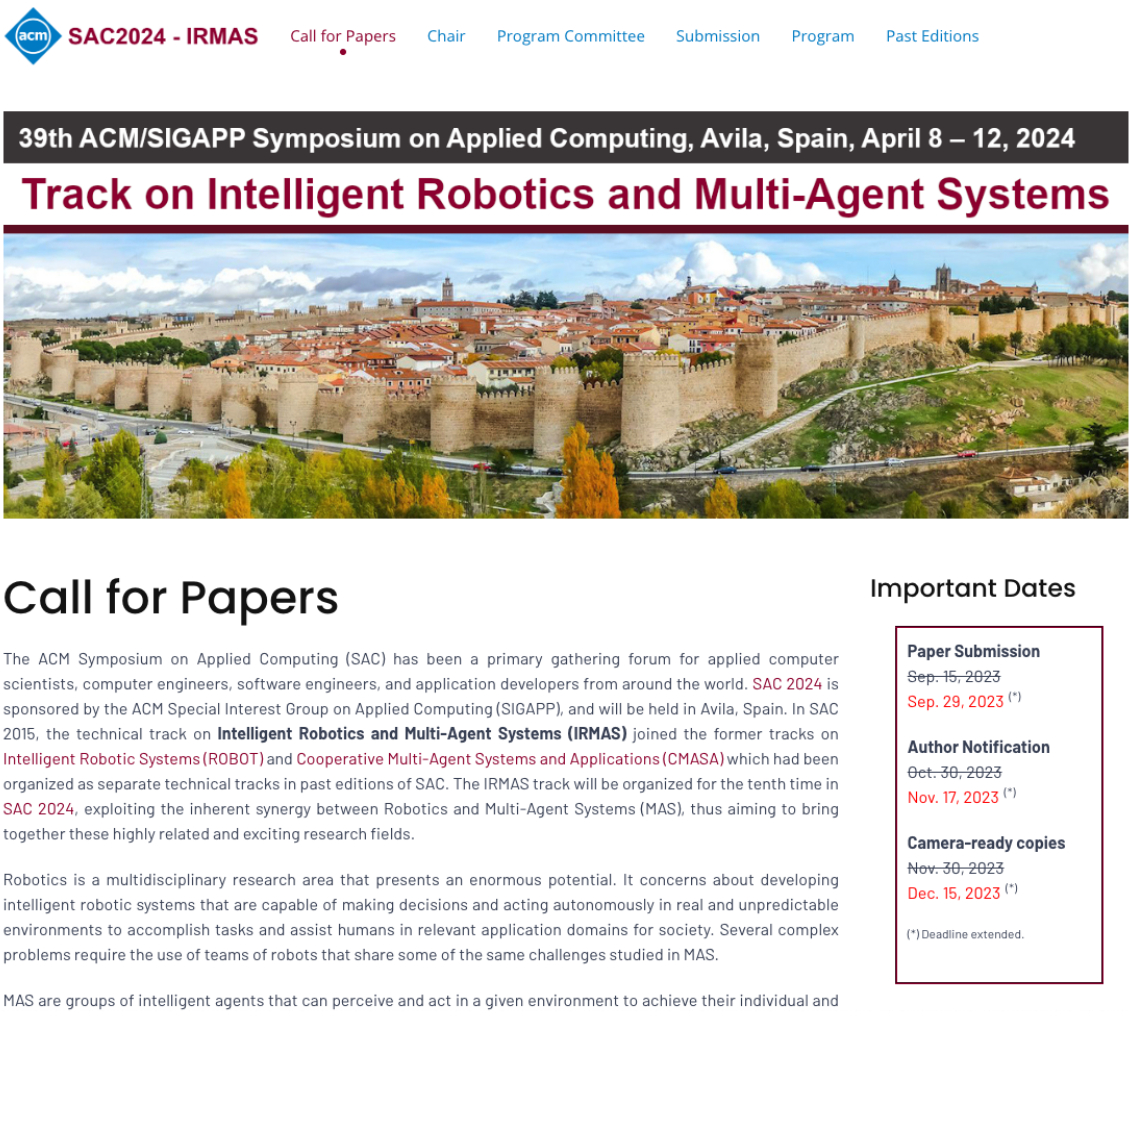 acm SAC2024 - IRMAS Call for Papers Chair Program Committee Submission Program Past Editions
39th ACM/SIGAPP Symposium on Applied Computing, Avila, Spain, April 8 – 12, 2024
Track on Intelligent Robotics and Multi-Agent Systems
Call for Papers
The ACM Symposium on Applied Computing (SAC) has been a primary gathering forum for applied computer
scientists, computer engineers, software engineers, and application developers from around the world. SAC 2024 is
sponsored by the ACM Special Interest Group on Applied Computing (SIGAPP), and will be held in Avila, Spain. In SAC
2015, the technical track on Intelligent Robotics and Multi-Agent Systems (IRMAS) joined the former tracks on
Intelligent Robotic Systems (ROBOT) and Cooperative Multi-Agent Systems and Applications (CMASA) which had been
organized as separate technical tracks in past editions of SAC. The IRMAS track will be organized for the tenth time in
SAC 2024, exploiting the inherent synergy between Robotics and Multi-Agent Systems (MAS), thus aiming to bring
together these highly related and exciting research fields.
Robotics is a multidisciplinary research area that presents an enormous potential. It concerns about developing
intelligent robotic systems that are capable of making decisions and acting autonomously in real and unpredictable
environments to accomplish tasks and assist humans in relevant application domains for society. Several complex
problems require the use of teams of robots that share some of the same challenges studied in MAS.
MAS are groups of intelligent agents that can perceive and act in a given environment to achieve their individual and
Important Dates
Paper Submission
Sep. 15, 2023
Sep. 29, 2023 (*)
Author Notification
Oct. 30, 2023
Nov. 17, 2023 (*)
Camera-ready copies
Nov. 30, 2023
Dec. 15, 2023 (*)
(*) Deadline extended.